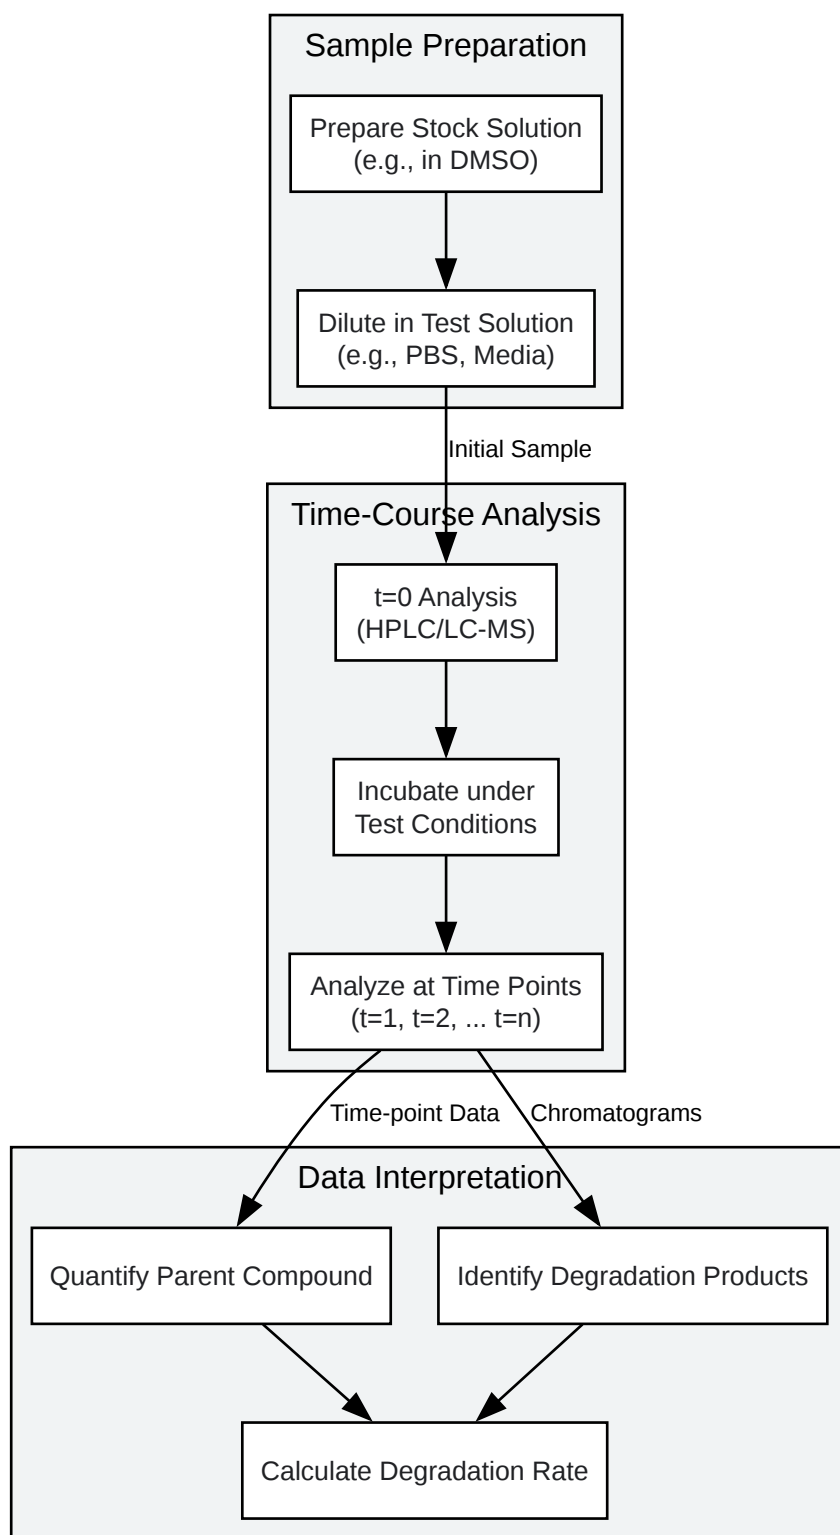 Sample Preparation
Prepare Stock Solution
(e.g., in DMSO)
Dilute in Test Solution
(e.g., PBS, Media)
Initial Sample
Time-Course Analysis
t=0 Analysis
(HPLC/LC-MS)
Incubate under
Test Conditions
Analyze at Time Points
(t=1, t=2, ... t=n)
Time-point Data
Chromatograms
Data Interpretation
Quantify Parent Compound
Identify Degradation Products
Calculate Degradation Rate